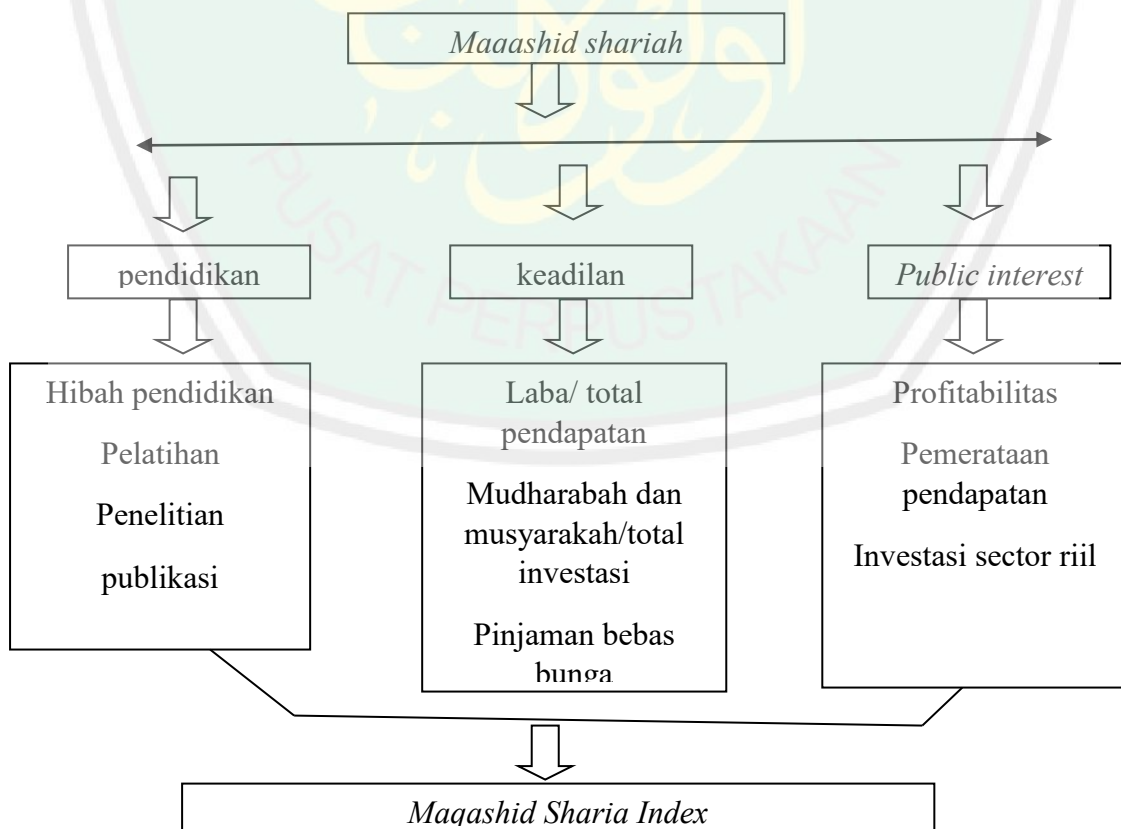 Maqashid shariah
pendidikan
keadilan
Public interest
Hibah pendidikan
Pelatihan
Penelitian
publikasi
Laba/ total
pendapatan
Mudharabah dan
musyarakah/total
investasi
Pinjaman bebas
bunga
Profitabilitas
Pemerataan
pendapatan
Investasi sector riil
Maqashid Sharia Index
PUSAT PERPUSTAKAAN